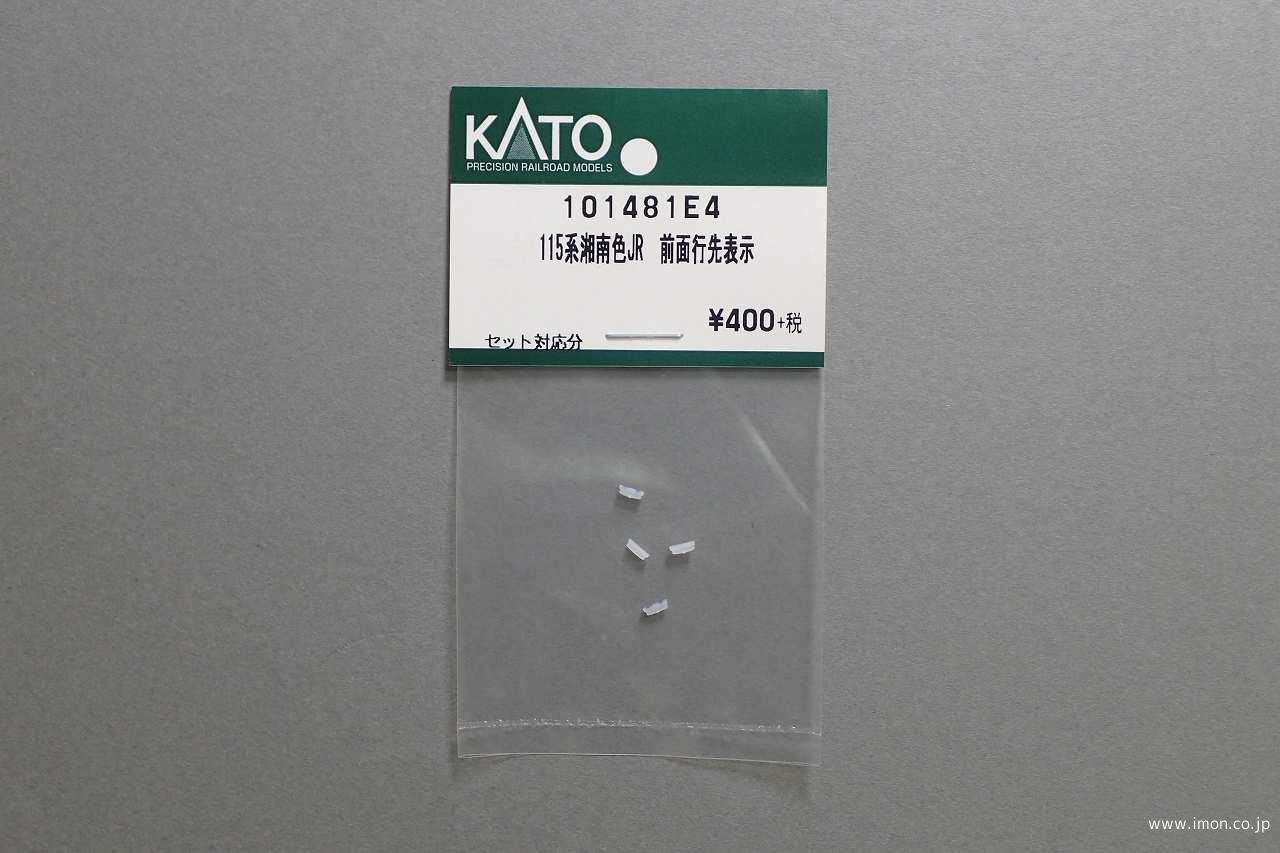 KATO
PRECISION RAILROAD MODELS
101481E4
115系湘南色JR　前面行先表示
¥400+税
セット対応分
www.imon.co.jp